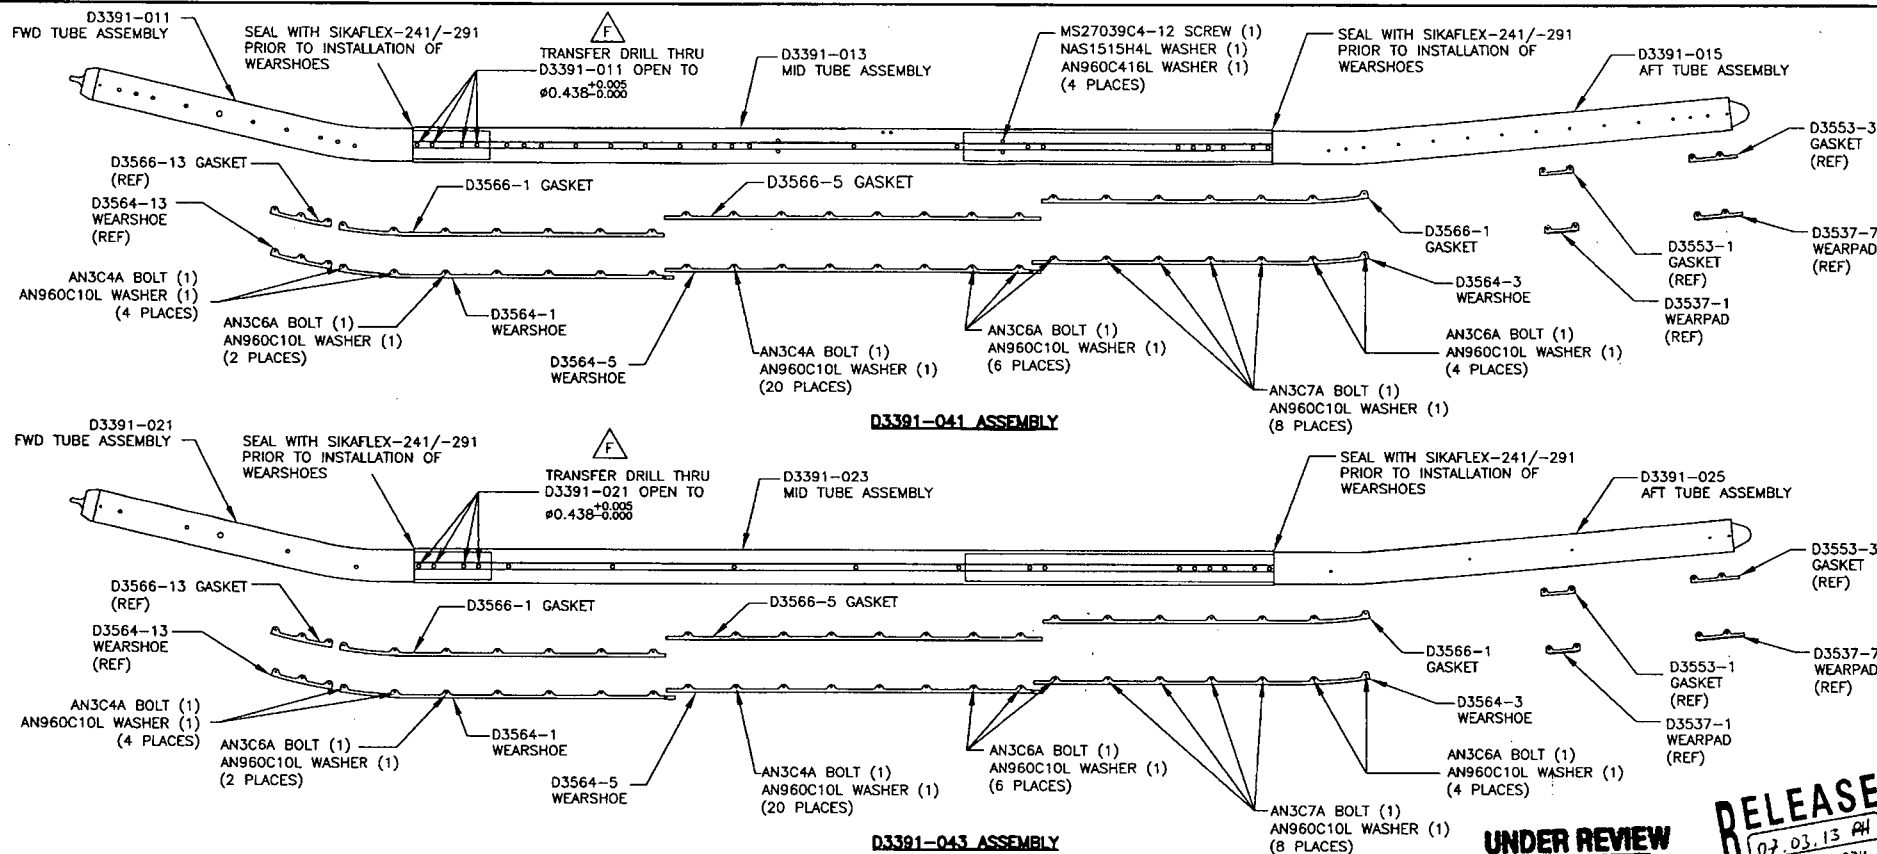 D3391-011
FWD TUBE ASSEMBLY
SEAL WITH SIKAFLEX-241/-291
PRIOR TO INSTALLATION OF
WEARSHOES
F
TRANSFER DRILL THRU
D3391-011 OPEN TO
ø0.438+0.005-0.000
D3391-013
MID TUBE ASSEMBLY
MS27039C4-12 SCREW (1)
NAS1515H4L WASHER (1)
AN960C416L WASHER (1)
(4 PLACES)
SEAL WITH SIKAFLEX-241/-291
PRIOR TO INSTALLATION OF
WEARSHOES
D3391-015
AFT TUBE ASSEMBLY
D3553-3
GASKET
(REF)
D3566-13 GASKET
(REF)
D3566-1 GASKET
D3566-5 GASKET
D3564-13
WEARSHOE
(REF)
D3566-1
GASKET
D3553-1
GASKET
(REF)
D3537-7
WEARPAD
(REF)
AN3C4A BOLT (1)
AN960C10L WASHER (1)
(4 PLACES)
AN3C6A BOLT (1)
AN960C10L WASHER (1)
(2 PLACES)
D3564-1
WEARSHOE
D3564-5
WEARSHOE
AN3C4A BOLT (1)
AN960C10L WASHER (1)
(20 PLACES)
AN3C6A BOLT (1)
AN960C10L WASHER (1)
(6 PLACES)
D3564-3
WEARSHOE
D3537-1
WEARPAD
(REF)
AN3C6A BOLT (1)
AN960C10L WASHER (1)
(4 PLACES)
AN3C7A BOLT (1)
AN960C10L WASHER (1)
(8 PLACES)
D3391-041 ASSEMBLY
D3391-021
FWD TUBE ASSEMBLY
SEAL WITH SIKAFLEX-241/-291
PRIOR TO INSTALLATION OF
WEARSHOES
F
TRANSFER DRILL THRU
D3391-021 OPEN TO
ø0.438+0.005-0.000
D3391-023
MID TUBE ASSEMBLY
SEAL WITH SIKAFLEX-241/-291
PRIOR TO INSTALLATION OF
WEARSHOES
D3391-025
AFT TUBE ASSEMBLY
D3553-3
GASKET
(REF)
D3566-13 GASKET
(REF)
D3566-1 GASKET
D3566-5 GASKET
D3564-13
WEARSHOE
(REF)
D3566-1
GASKET
D3553-1
GASKET
(REF)
D3537-7
WEARPAD
(REF)
AN3C4A BOLT (1)
AN960C10L WASHER (1)
(4 PLACES)
AN3C6A BOLT (1)
AN960C10L WASHER (1)
(2 PLACES)
D3564-1
WEARSHOE
D3564-5
WEARSHOE
AN3C4A BOLT (1)
AN960C10L WASHER (1)
(20 PLACES)
AN3C6A BOLT (1)
AN960C10L WASHER (1)
(6 PLACES)
D3564-3
WEARSHOE
D3537-1
WEARPAD
(REF)
AN3C6A BOLT (1)
AN960C10L WASHER (1)
(4 PLACES)
AN3C7A BOLT (1)
AN960C10L WASHER (1)
(8 PLACES)
D3391-043 ASSEMBLY
UNDER REVIEW
RELEASE
07.03.13